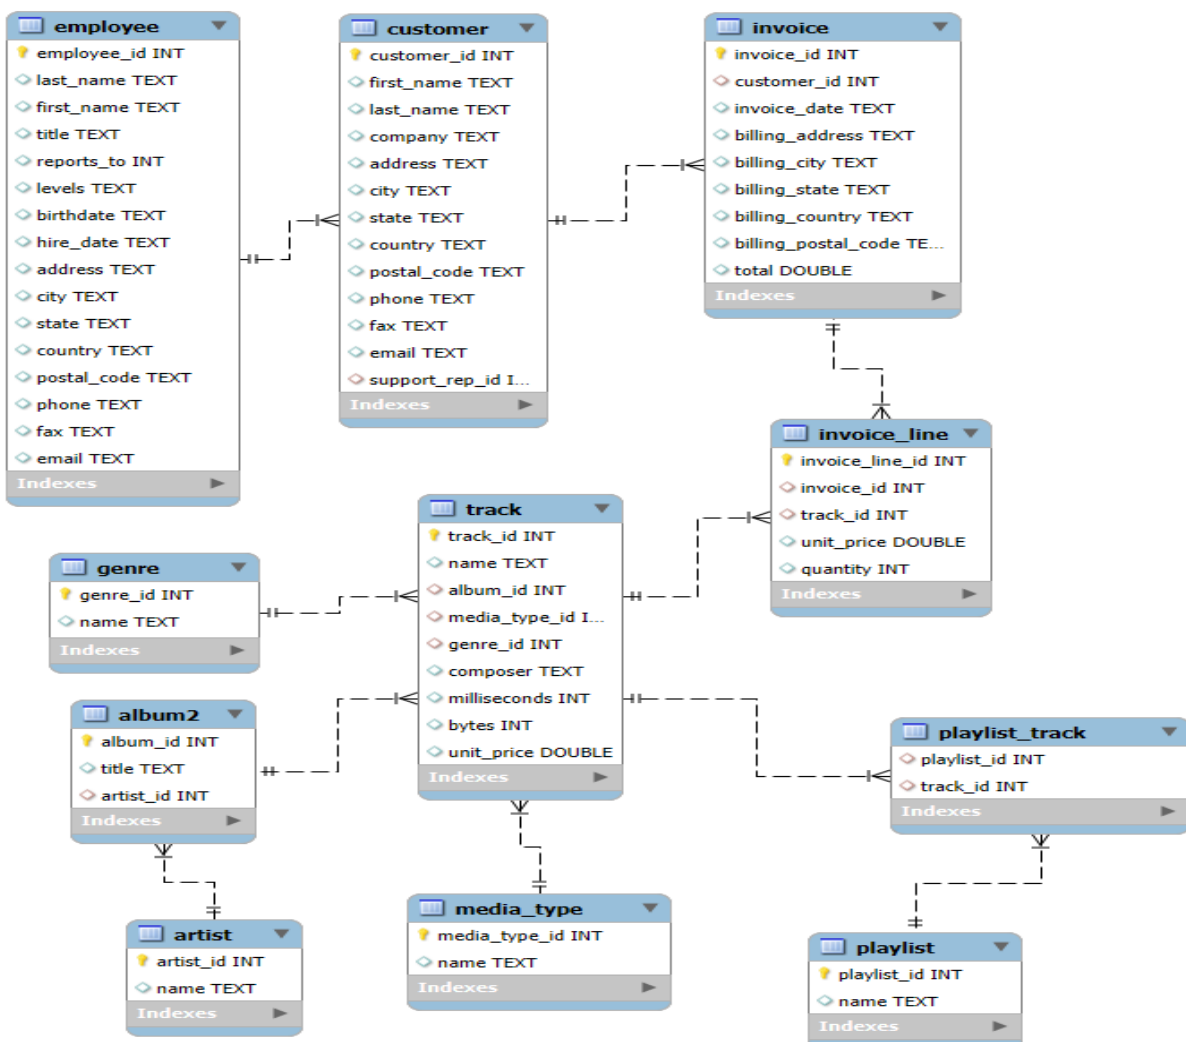 employee
employee_id INT
last_name TEXT
first_name TEXT
title TEXT
reports_to INT
levels TEXT
birthdate TEXT
hire_date TEXT
address TEXT
city TEXT
state TEXT
country TEXT
postal_code TEXT
phone TEXT
fax TEXT
email TEXT
Indexes
customer
customer_id INT
first_name TEXT
last_name TEXT
company TEXT
address TEXT
city TEXT
state TEXT
country TEXT
postal_code TEXT
phone TEXT
fax TEXT
email TEXT
support_rep_id I...
Indexes
invoice
invoice_id INT
customer_id INT
invoice_date TEXT
billing_address TEXT
billing_city TEXT
billing_state TEXT
billing_country TEXT
billing_postal_code TE...
total DOUBLE
Indexes
invoice_line
invoice_line_id INT
invoice_id INT
track_id INT
unit_price DOUBLE
quantity INT
Indexes
track
track_id INT
name TEXT
album_id INT
media_type_id I...
genre_id INT
composer TEXT
milliseconds INT
bytes INT
unit_price DOUBLE
Indexes
genre
genre_id INT
name TEXT
Indexes
album2
album_id INT
title TEXT
artist_id INT
Indexes
playlist_track
playlist_id INT
track_id INT
Indexes
artist
artist_id INT
name TEXT
Indexes
media_type
media_type_id INT
name TEXT
Indexes
playlist
playlist_id INT
name TEXT
Indexes